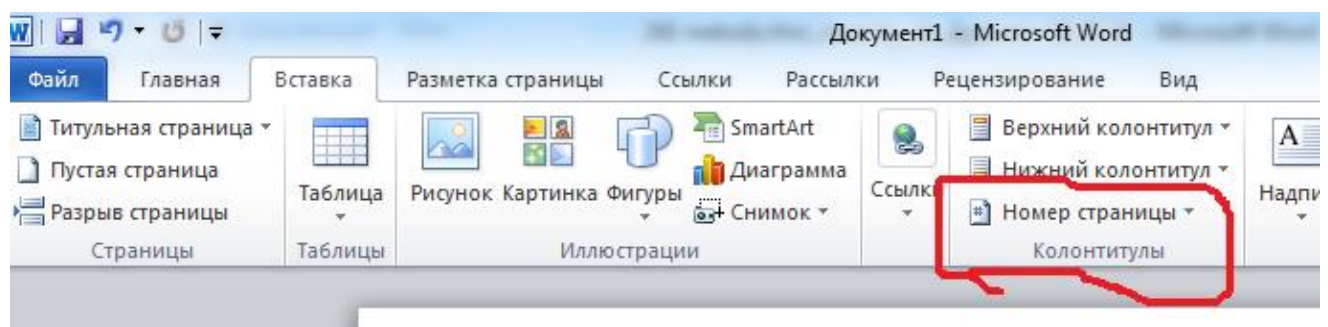 W
Документ1 - Microsoft Word
Файл Главная Вставка Разметка страницы Ссылки Рассылки Рецензирование Вид
Титульная страница
Пустая страница
Разрыв страницы
Страницы
Таблица
Таблицы
Рисунок Картинка Фигуры
SmartArt
Диаграмма
Снимок
Иллюстрации
Ссылки
Верхний колонтитул
Нижний колонтитул
# Номер страницы
Колонтитулы
A
Надпи